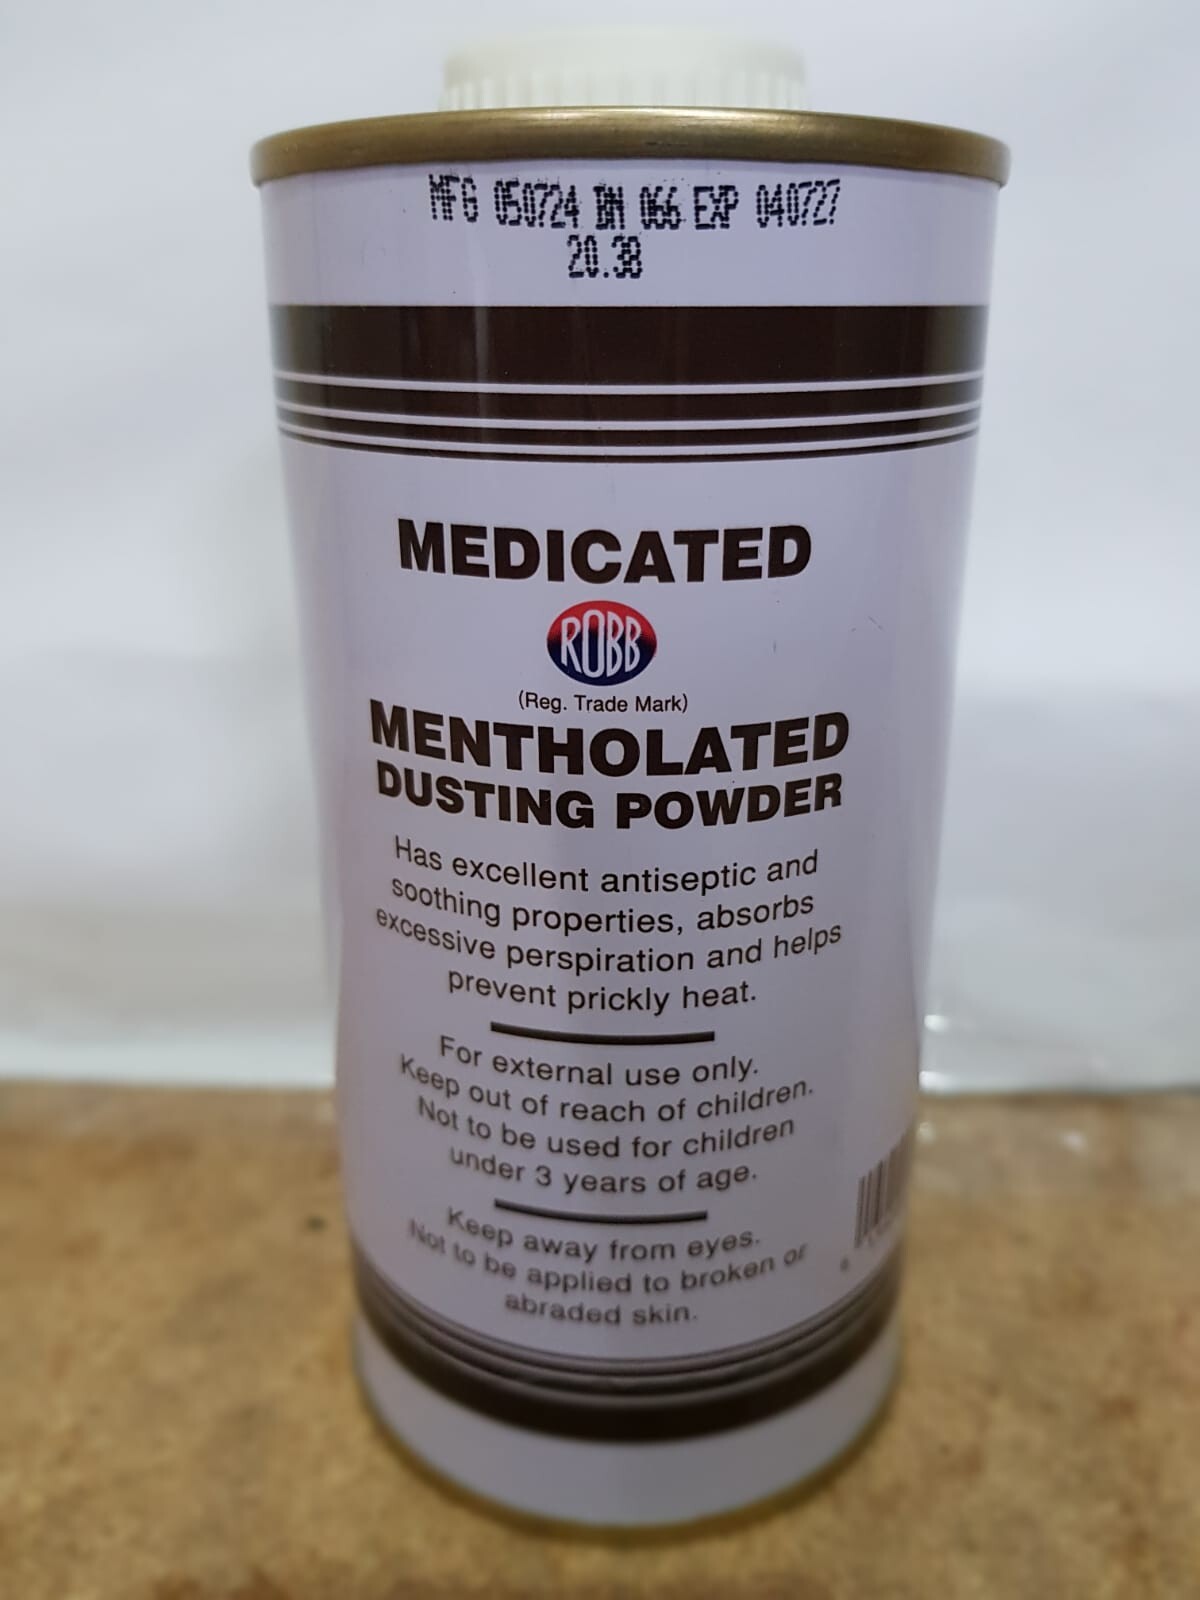 MFG 050724 BN 066 EXP 040727
20.38
MEDICATED
ROBB
(Reg. Trade Mark)
MENTHOLATED
DUSTING POWDER
Has excellent antiseptic and
soothing properties, absorbs
excessive perspiration and helps
prevent prickly heat.
For external use only.
Keep out of reach of children.
Not to be used for children
under 3 years of age.
Keep away from eyes.
Not to be applied to broken or
abraded skin.